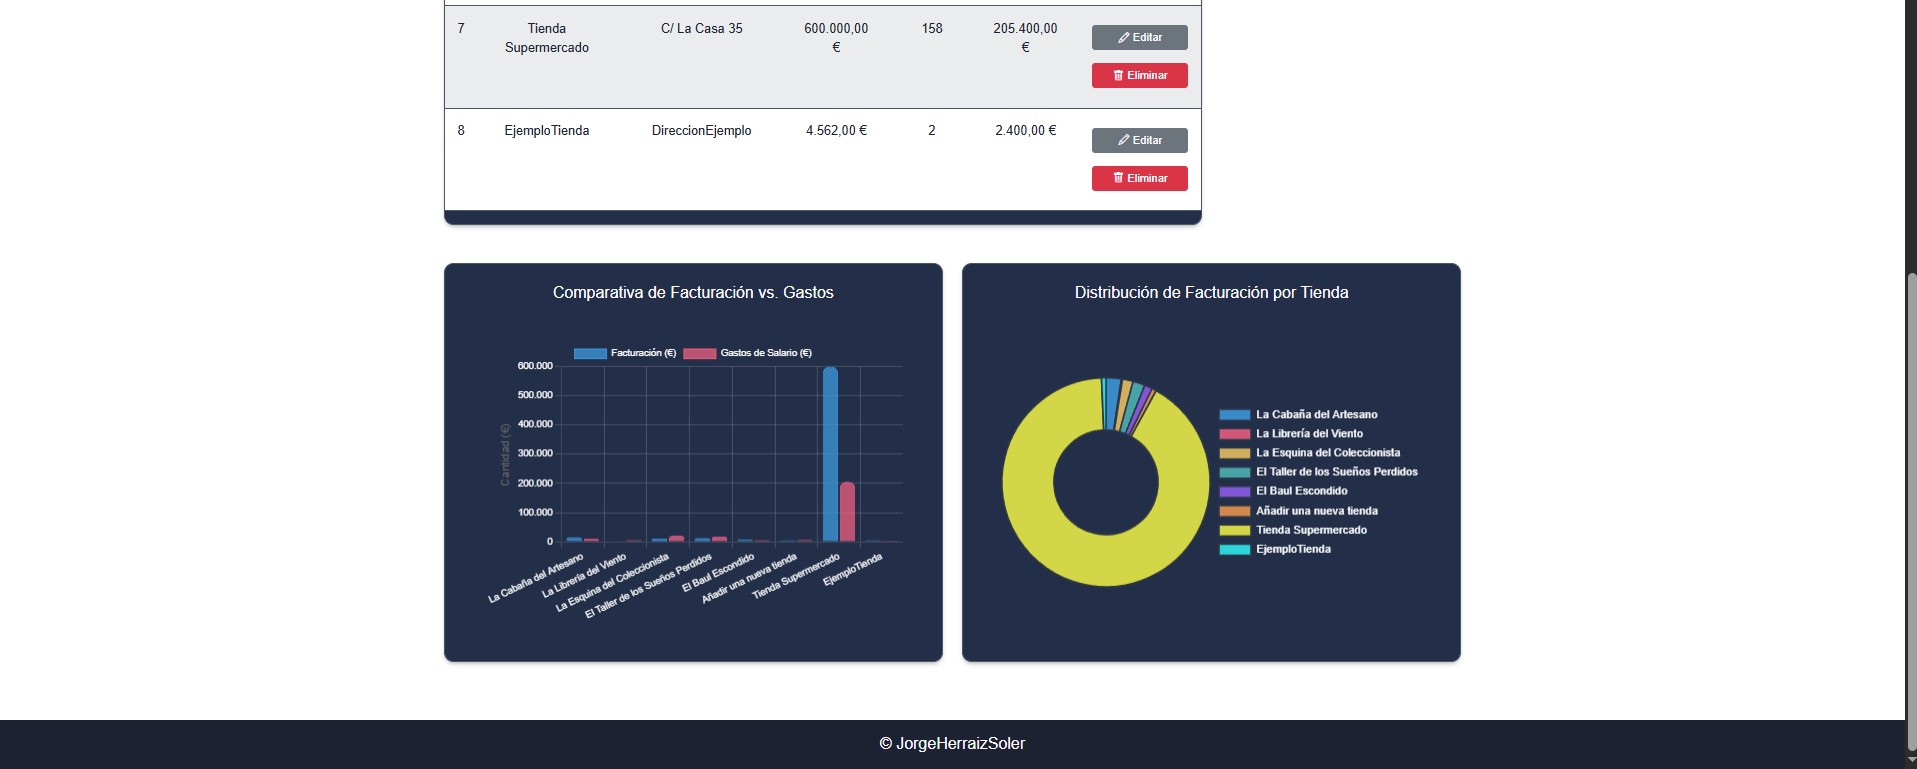 7 Tienda Supermercado C/ La Casa 35 600.000,00 € 158 205.400,00 € Editar
Eliminar
8 EjemploTienda DireccionEjemplo 4.562,00 € 2 2.400,00 € Editar
Eliminar
Comparativa de Facturación vs. Gastos
Facturación (€) Gastos de Salario (€)
Cantidad (€)
600.000
500.000
400.000
300.000
200.000
100.000
0
La Cabaña del Artesano
La Librería del Viento
La Esquina del Coleccionista
El Taller de los Sueños Perdidos
El Baul Escondido
Añadir una nueva tienda
Tienda Supermercado
EjemploTienda
Distribución de Facturación por Tienda
La Cabaña del Artesano
La Librería del Viento
La Esquina del Coleccionista
El Taller de los Sueños Perdidos
El Baul Escondido
Añadir una nueva tienda
Tienda Supermercado
EjemploTienda
© JorgeHerraizSoler